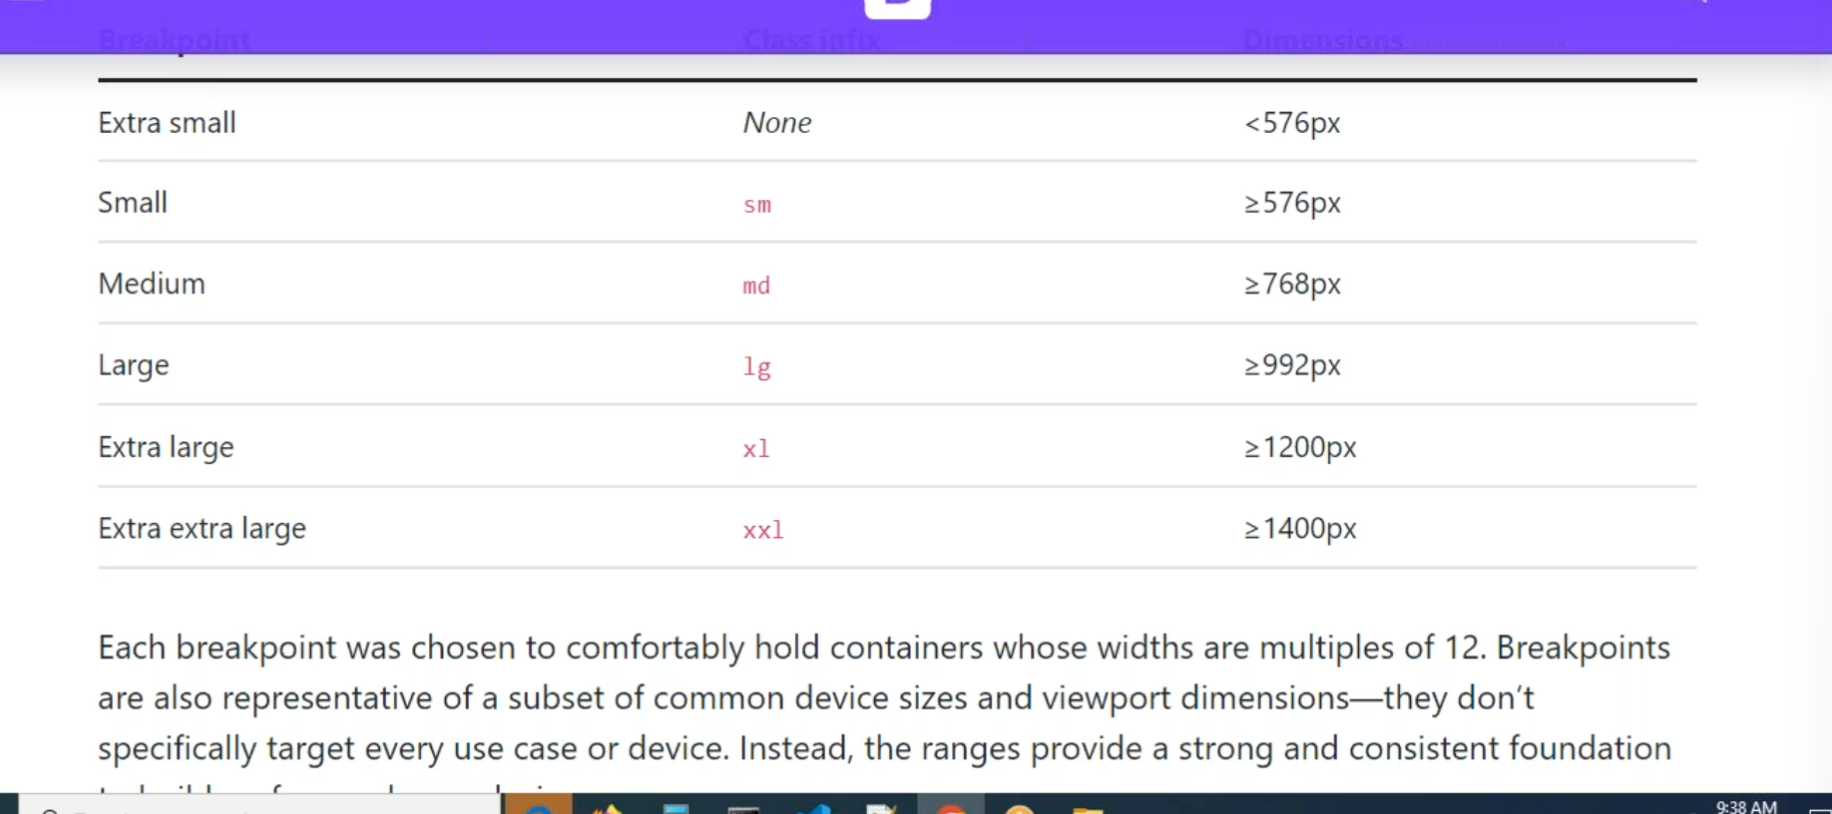 Breakpoint Class infix Dimensions
Extra small None <576px
Small sm ≥576px
Medium md ≥768px
Large lg ≥992px
Extra large xl ≥1200px
Extra extra large xxl ≥1400px
Each breakpoint was chosen to comfortably hold containers whose widths are multiples of 12. Breakpoints
are also representative of a subset of common device sizes and viewport dimensions—they don’t
specifically target every use case or device. Instead, the ranges provide a strong and consistent foundation
9:38 AM